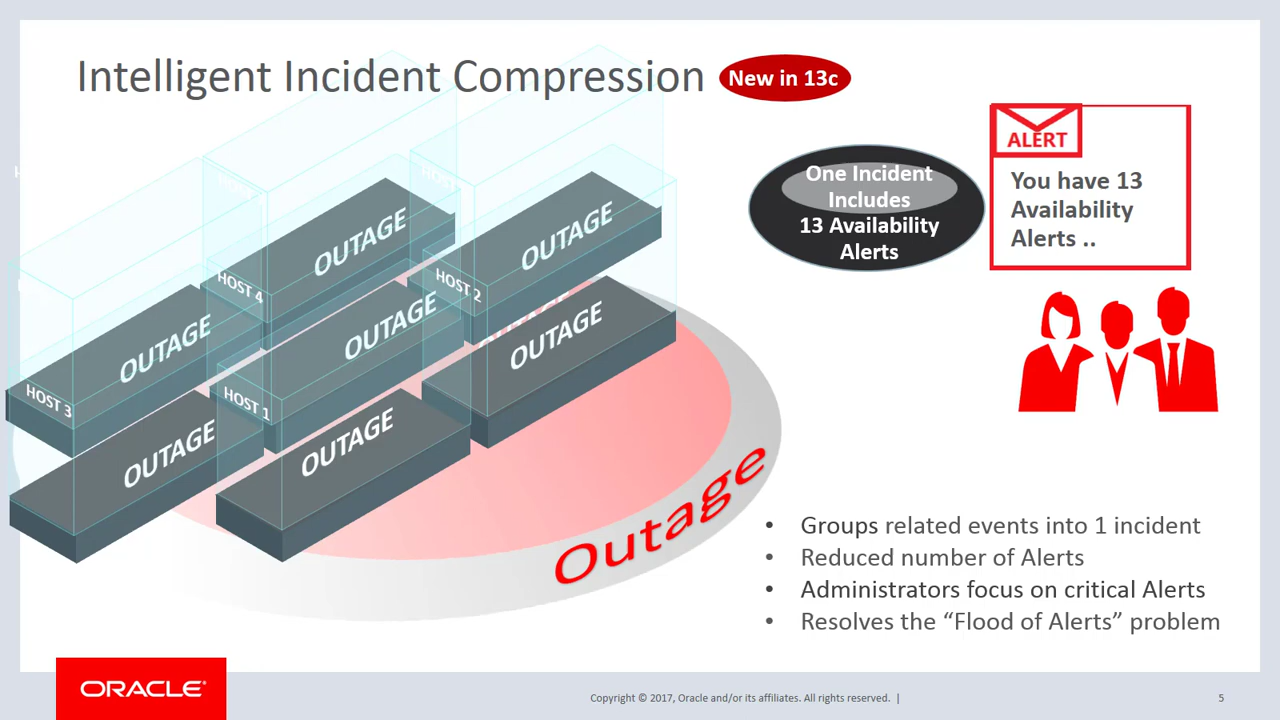 Intelligent Incident Compression
New in 13c
ALERT
You have 13
Availability
Alerts ..
One Incident
Includes
13 Availability
Alerts
OUTAGE
OUTAGE
HOST 4
HOST 2
OUTAGE
OUTAGE
OUTAGE
HOST 3
HOST 1
OUTAGE
OUTAGE
Outage
• Groups related events into 1 incident
• Reduced number of Alerts
• Administrators focus on critical Alerts
• Resolves the “Flood of Alerts” problem
ORACLE®
Copyright © 2017, Oracle and/or its affiliates. All rights reserved. |
5